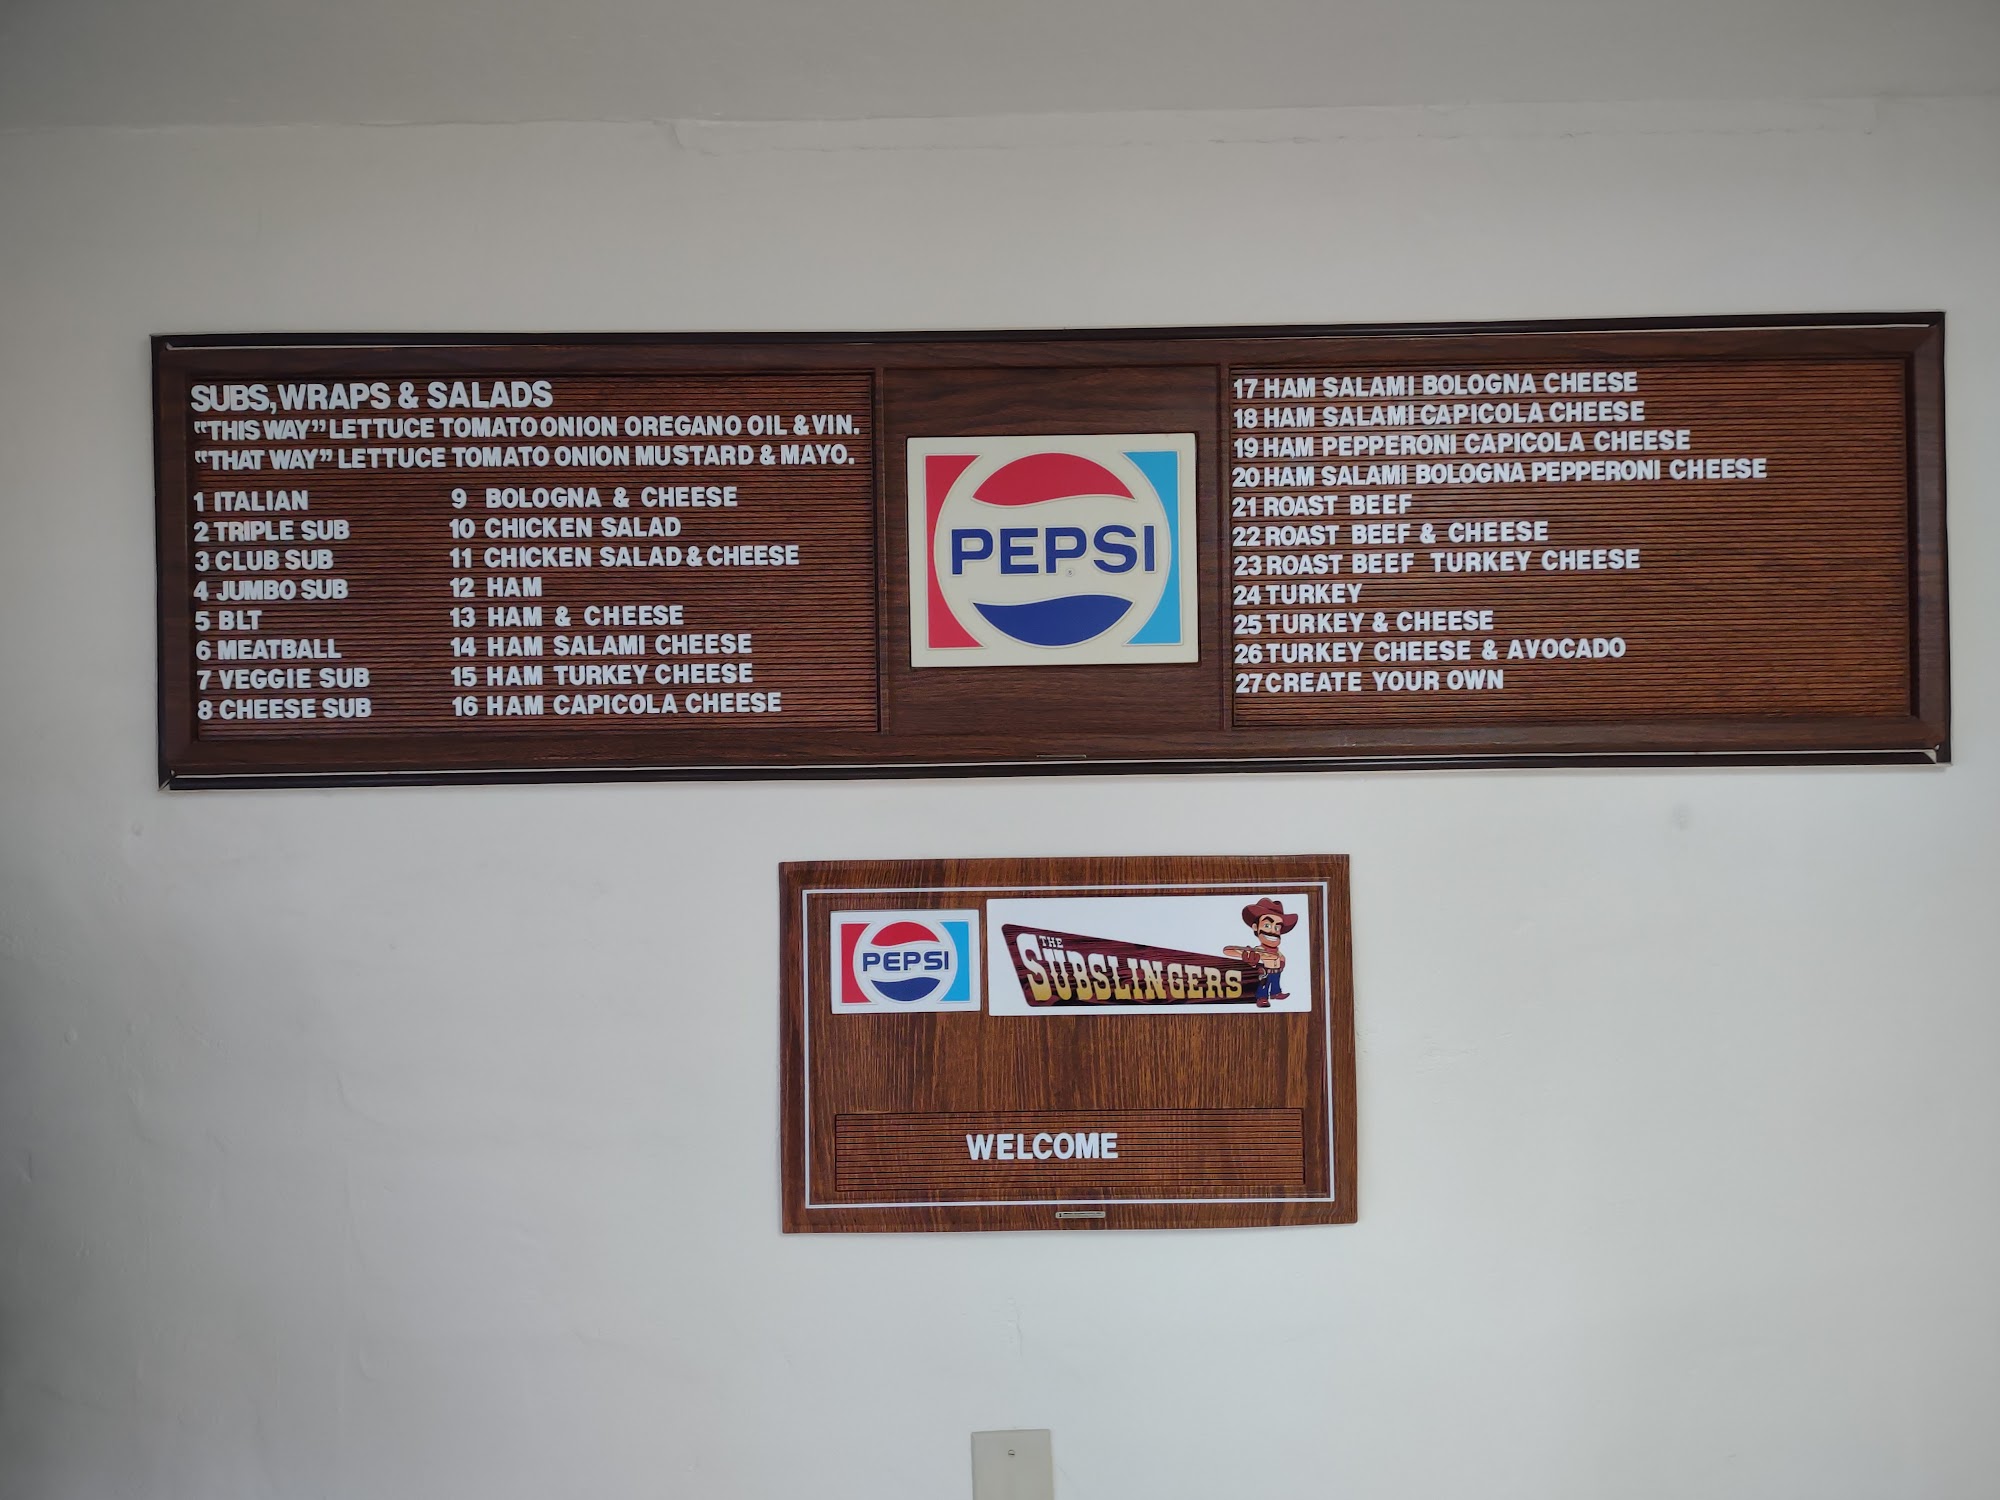 SUBS, WRAPS & SALADS
"THIS WAY" LETTUCE TOMATO ONION OREGANO OIL & VIN.
"THAT WAY" LETTUCE TOMATO ONION MUSTARD & MAYO.
1 ITALIAN
2 TRIPLE SUB
3 CLUB SUB
4 JUMBO SUB
5 BLT
6 MEATBALL
7 VEGGIE SUB
8 CHEESE SUB
9 BOLOGNA & CHEESE
10 CHICKEN SALAD
11 CHICKEN SALAD & CHEESE
12 HAM
13 HAM & CHEESE
14 HAM SALAMI CHEESE
15 HAM TURKEY CHEESE
16 HAM CAPICOLA CHEESE
PEPSI
17 HAM SALAMI BOLOGNA CHEESE
18 HAM SALAMI CAPICOLA CHEESE
19 HAM PEPPERONI CAPICOLA CHEESE
20 HAM SALAMI BOLOGNA PEPPERONI CHEESE
21 ROAST BEEF
22 ROAST BEEF & CHEESE
23 ROAST BEEF TURKEY CHEESE
24 TURKEY
25 TURKEY & CHEESE
26 TURKEY CHEESE & AVOCADO
27 CREATE YOUR OWN
PEPSI
THE
SUBSLINGERS
WELCOME